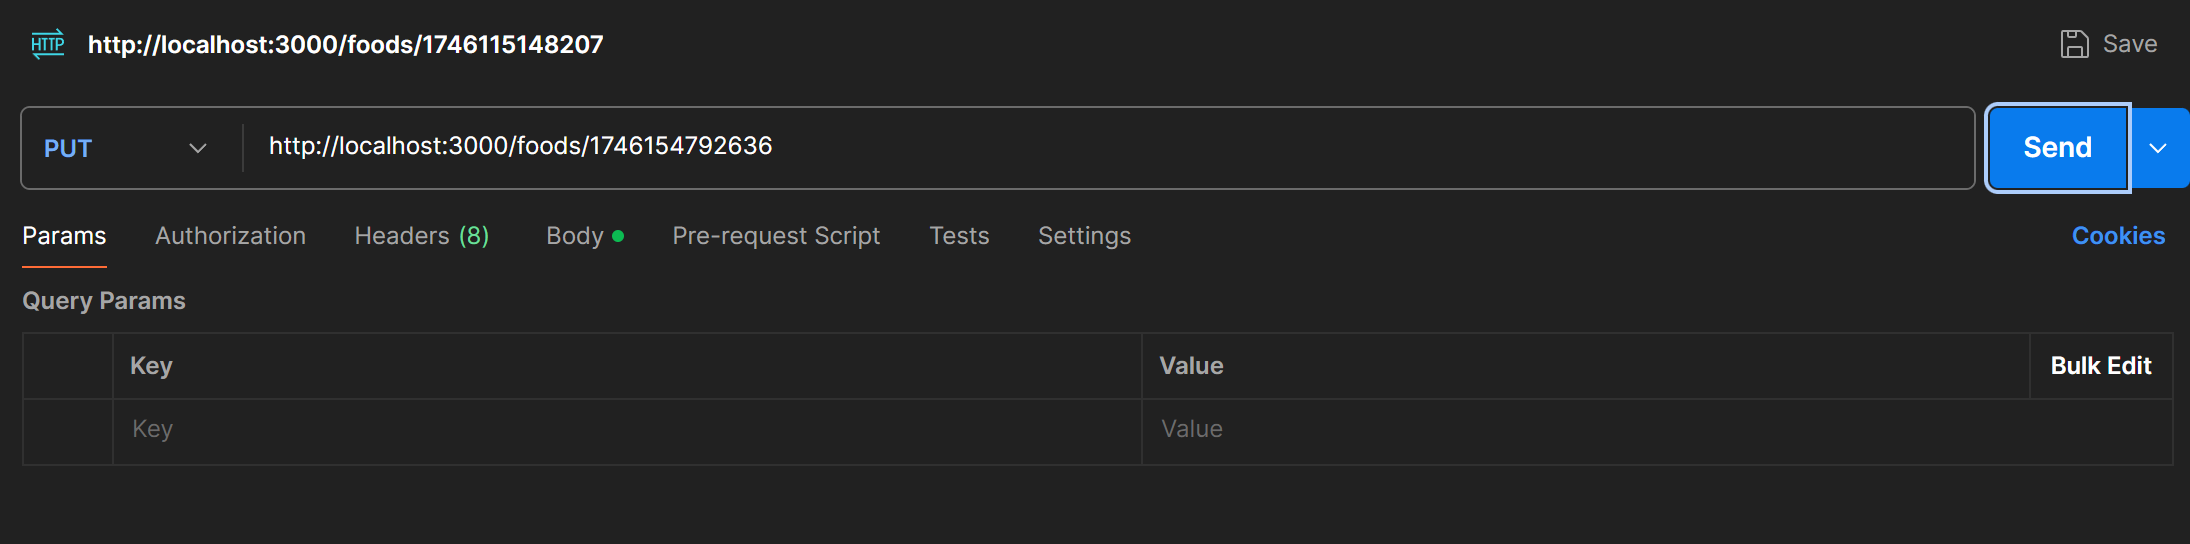 HTTP http://localhost:3000/foods/1746115148207 Save
PUT http://localhost:3000/foods/1746154792636 Send
Params Authorization Headers (8) Body Pre-request Script Tests Settings Cookies
Query Params
Key Value Bulk Edit
Key Value